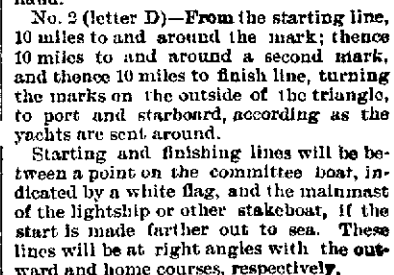 No. 2 (letter D)—From the starting line,
10 miles to and around the mark; thence
10 miles to and around a second mark,
and thence 10 miles to finish line, turning
the marks on the outside of the triangle,
to port and starboard, according as the
yachts are sent around.
Starting and finishing lines will be be-
tween a point on the committee boat, in-
dicated by a white flag, and the mainmast
of the lightship or other stakeboat, if the
start is made farther out to sea. These
lines will be at right angles with the out-
ward and home courses, respectively.